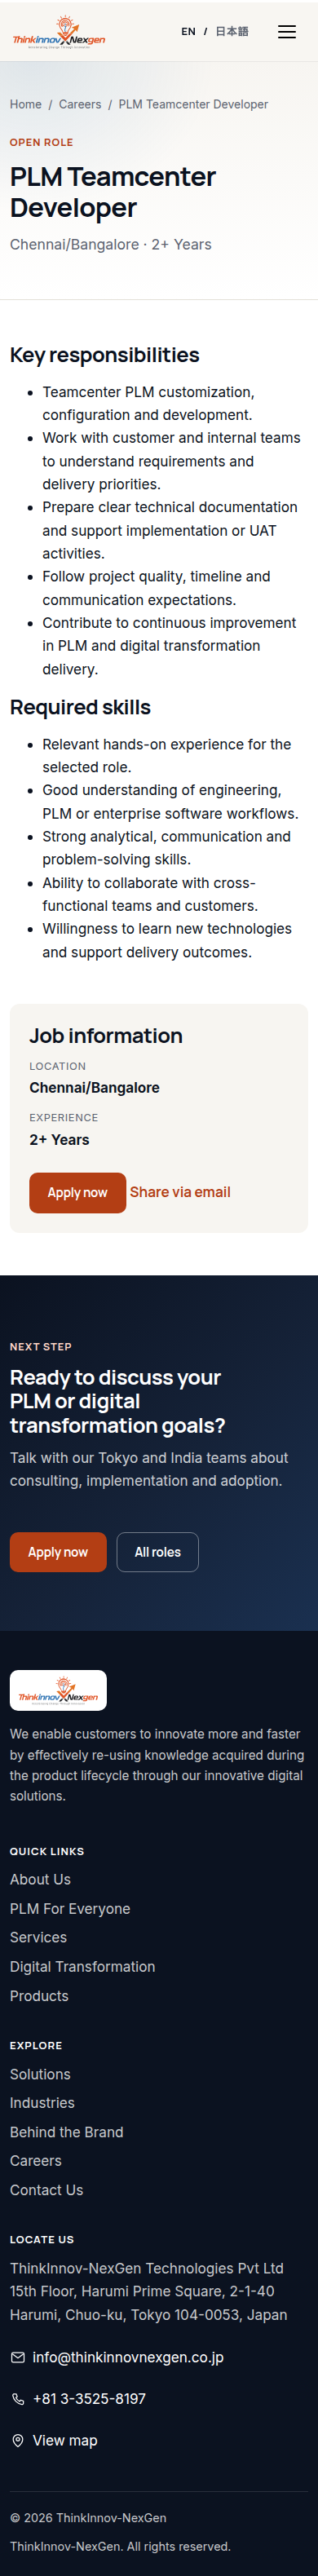 ThinkInnovXNexgen
EN / 日本語
Home / Careers / PLM Teamcenter Developer
OPEN ROLE
PLM Teamcenter
Developer
Chennai/Bangalore · 2+ Years
Key responsibilities
• Teamcenter PLM customization,
configuration and development.
• Work with customer and internal teams
to understand requirements and
delivery priorities.
• Prepare clear technical documentation
and support implementation or UAT
activities.
• Follow project quality, timeline and
communication expectations.
• Contribute to continuous improvement
in PLM and digital transformation
delivery.
Required skills
• Relevant hands-on experience for the
selected role.
• Good understanding of engineering,
PLM or enterprise software workflows.
• Strong analytical, communication and
problem-solving skills.
• Ability to collaborate with cross-
functional teams and customers.
• Willingness to learn new technologies
and support delivery outcomes.
Job information
LOCATION
Chennai/Bangalore
EXPERIENCE
2+ Years
Apply now Share via email
NEXT STEP
Ready to discuss your
PLM or digital
transformation goals?
Talk with our Tokyo and India teams about
consulting, implementation and adoption.
Apply now All roles
ThinkInnovXNexgen
We enable customers to innovate more and faster
by effectively re-using knowledge acquired during
the product lifecycle through our innovative digital
solutions.
QUICK LINKS
About Us
PLM For Everyone
Services
Digital Transformation
Products
EXPLORE
Solutions
Industries
Behind the Brand
Careers
Contact Us
LOCATE US
ThinkInnov-NexGen Technologies Pvt Ltd
15th Floor, Harumi Prime Square, 2-1-40
Harumi, Chuo-ku, Tokyo 104-0053, Japan
info@thinkinnovnexgen.co.jp
+81 3-3525-8197
View map
© 2026 ThinkInnov-NexGen
ThinkInnov-NexGen. All rights reserved.